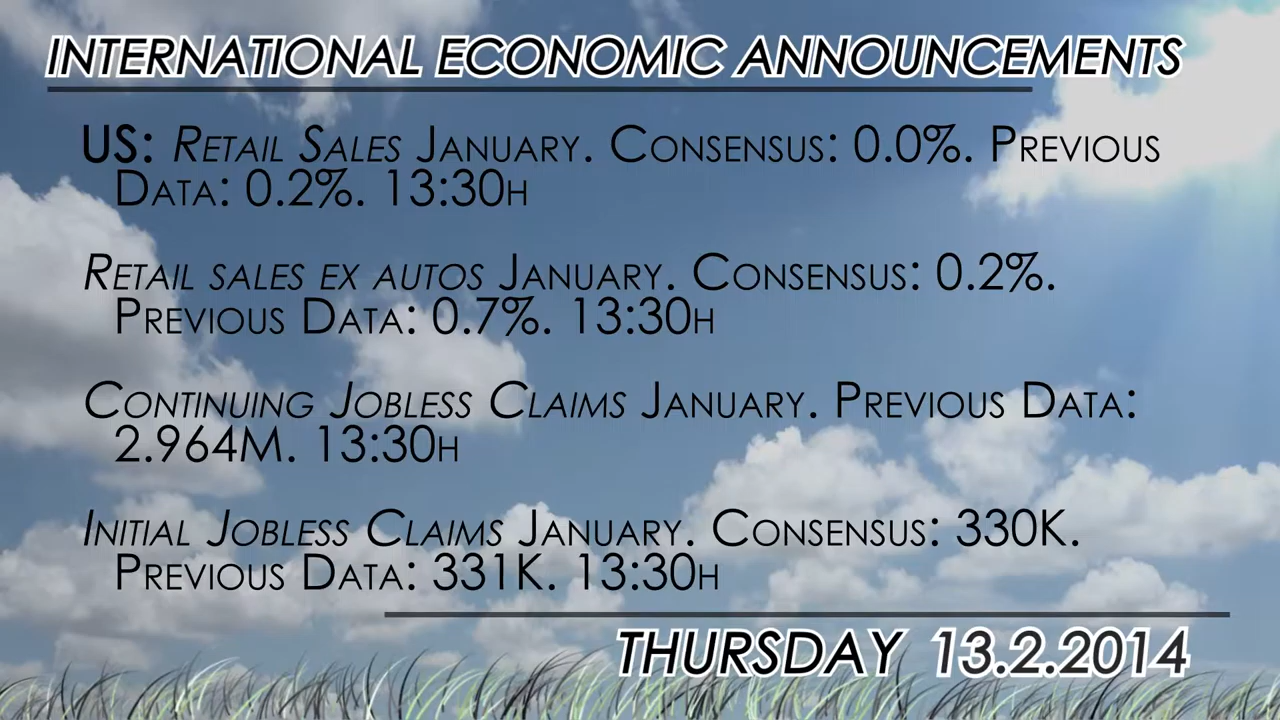 INTERNATIONAL ECONOMIC ANNOUNCEMENTS
US: Retail Sales January. Consensus: 0.0%. Previous
Data: 0.2%. 13:30h
Retail sales ex autos January. Consensus: 0.2%.
Previous Data: 0.7%. 13:30h
Continuing Jobless Claims January. Previous Data:
2.964M. 13:30h
Initial Jobless Claims January. Consensus: 330K.
Previous Data: 331K. 13:30h
THURSDAY 13.2.2014